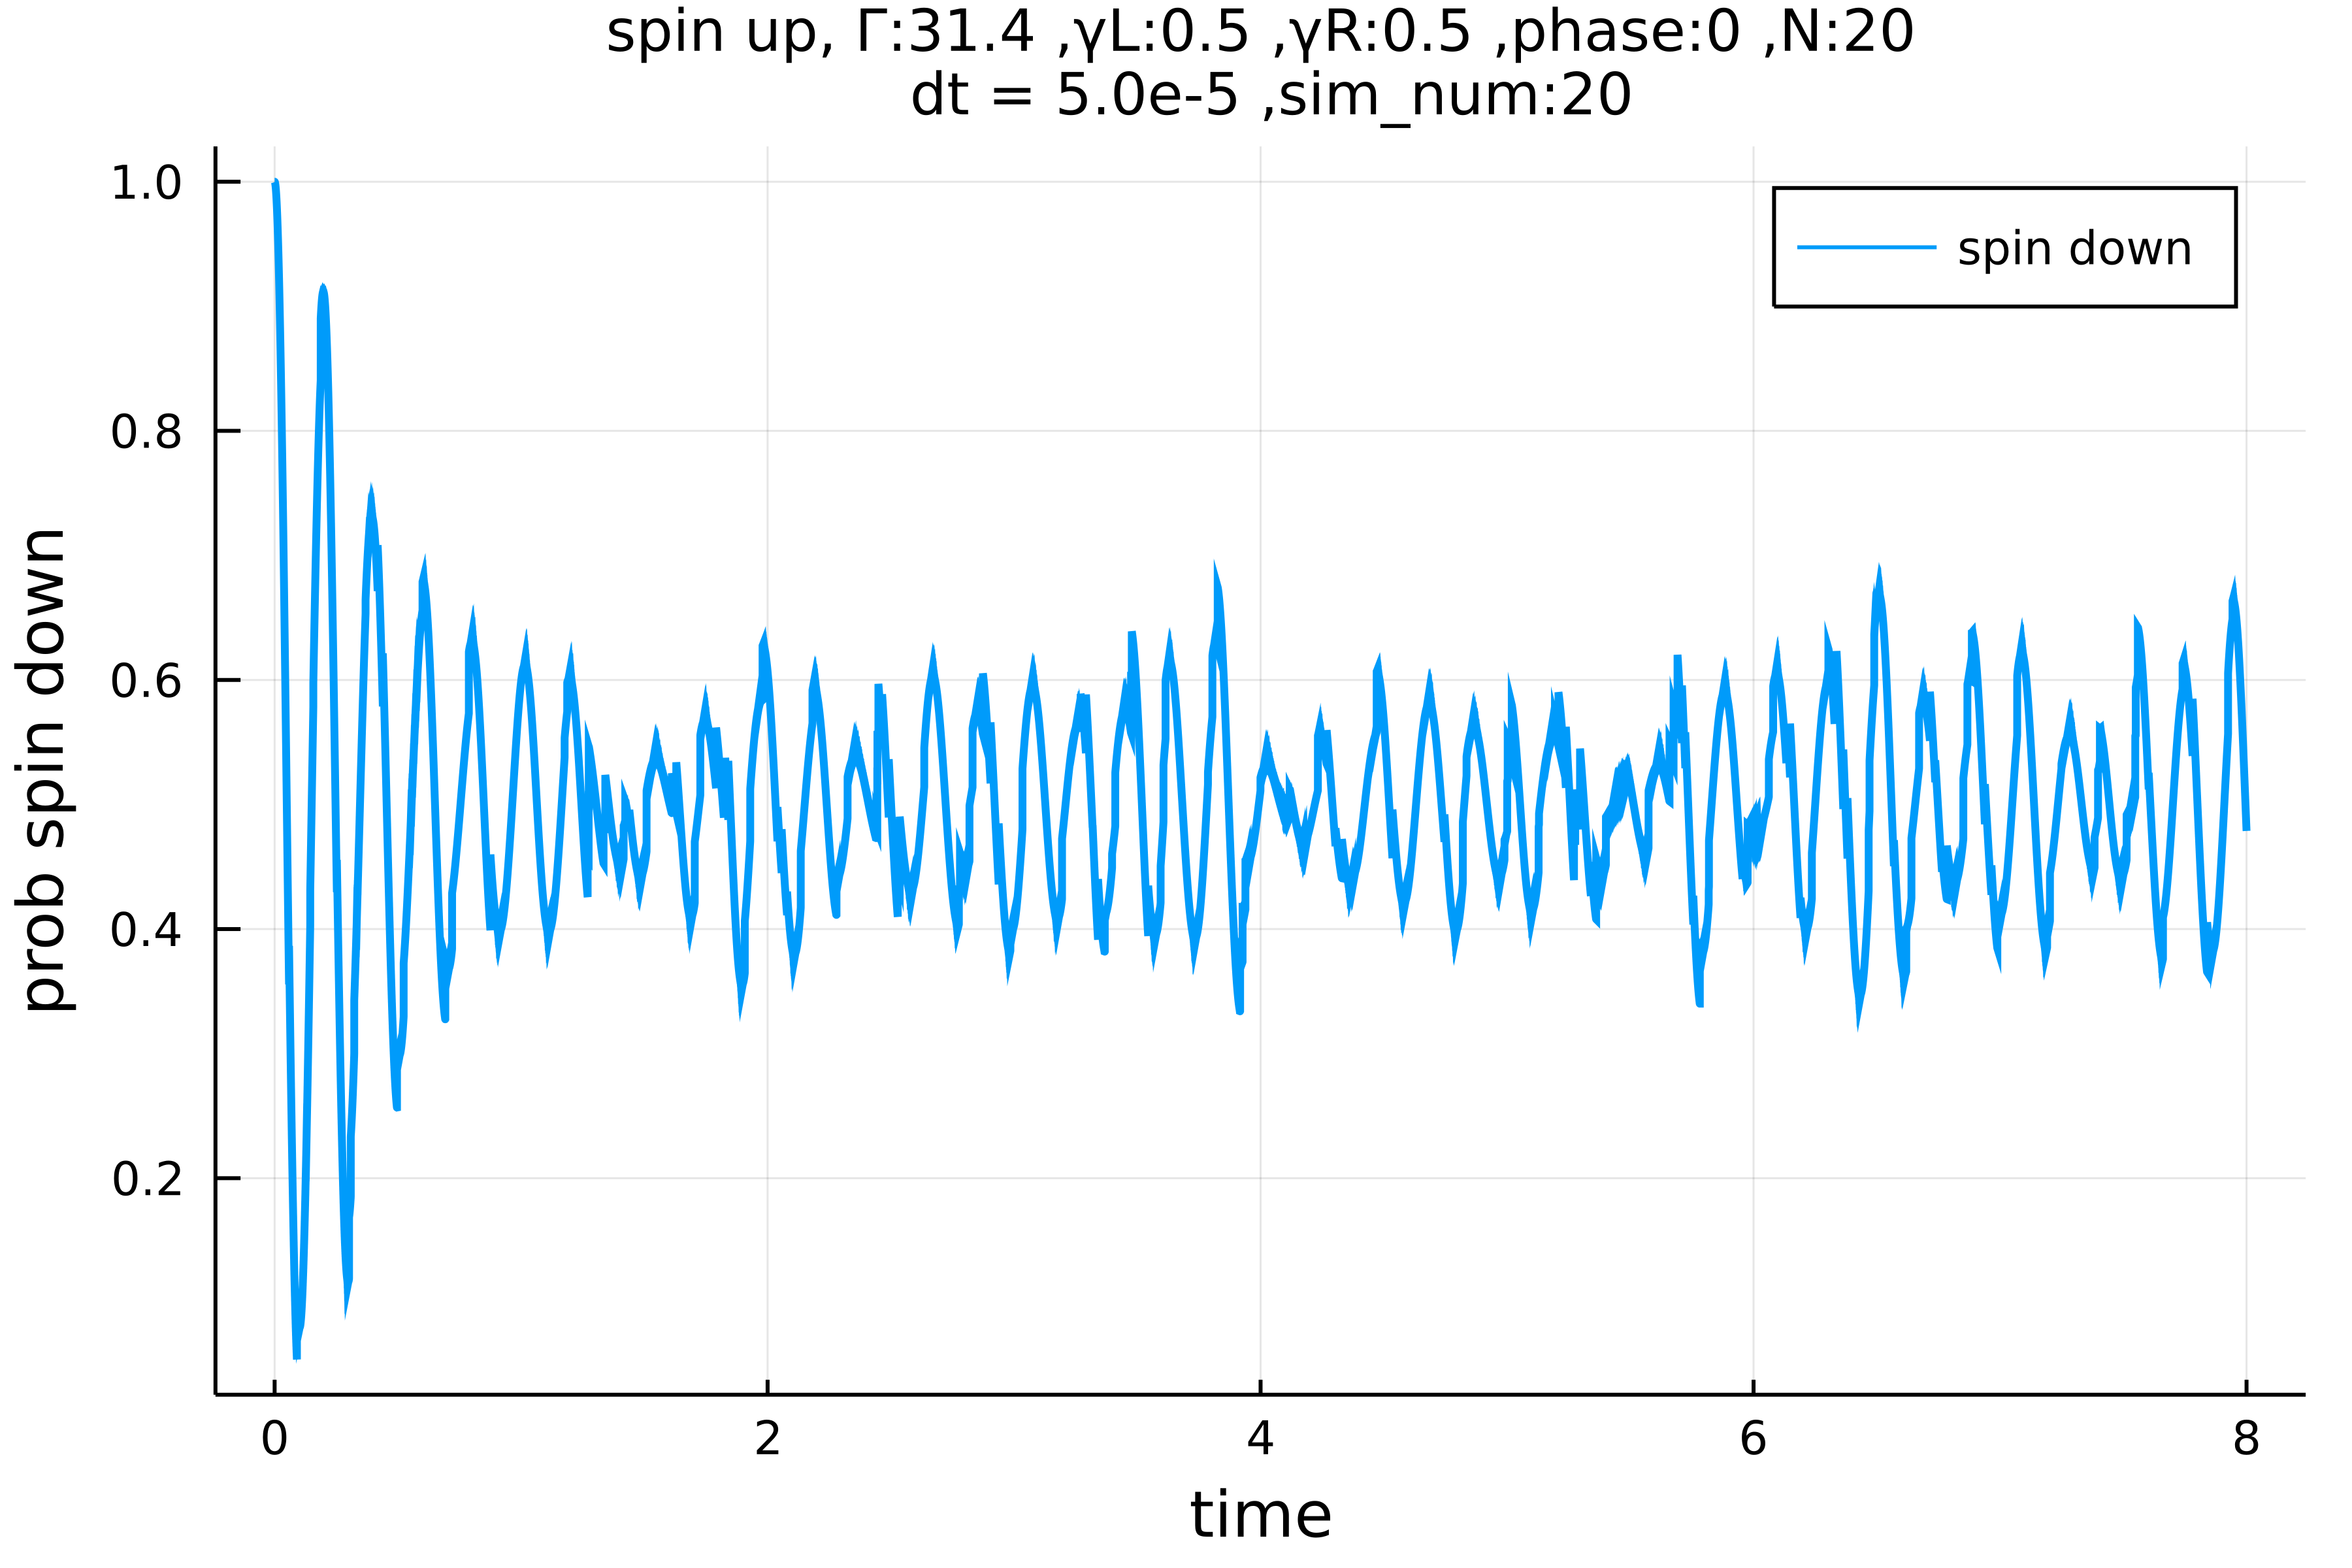 spin up, Γ:31.4 ,γL:0.5 ,γR:0.5 ,phase:0 ,N:20
dt = 5.0e-5 ,sim_num:20
1.0
spin down
0.8
0.6
prob spin down
0.4
0.2
0 2 4 6 8
time